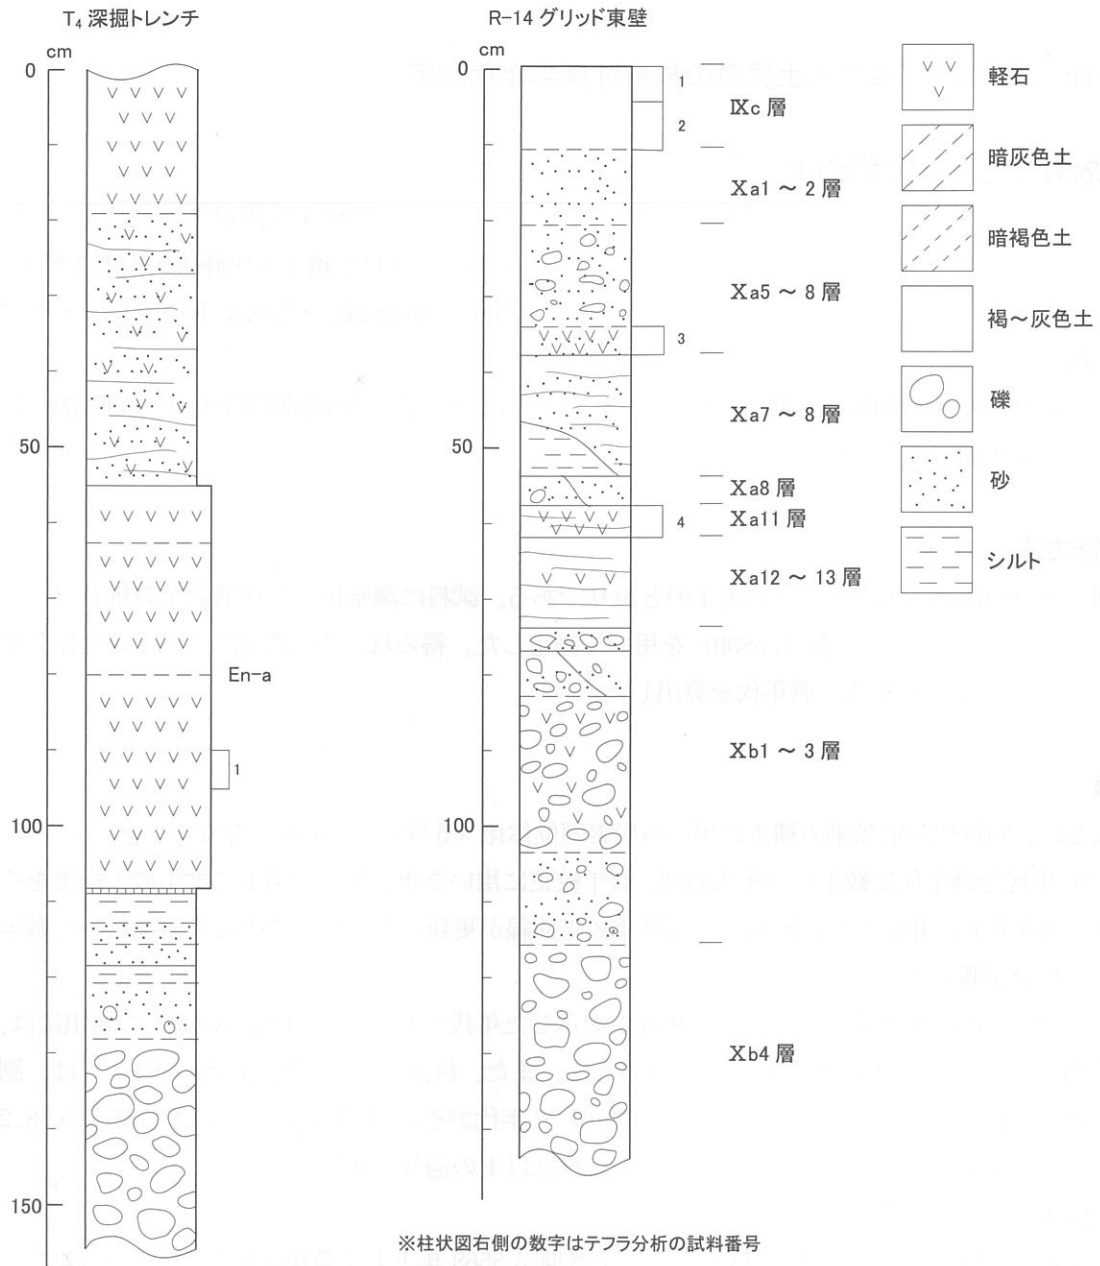 T₄ 深掘トレンチ
cm
0
50
100
150
En-a
1
R-14 グリッド東壁
cm
0
50
100
1
2
3
4
Ⅸc 層
Ⅹa1 ～ 2 層
Ⅹa5 ～ 8 層
Ⅹa7 ～ 8 層
Ⅹa8 層
Ⅹa11 層
Ⅹa12 ～ 13 層
Ⅹb1 ～ 3 層
Ⅹb4 層
軽石
暗灰色土
暗褐色土
褐～灰色土
礫
砂
シルト
※柱状図右側の数字はテフラ分析の試料番号